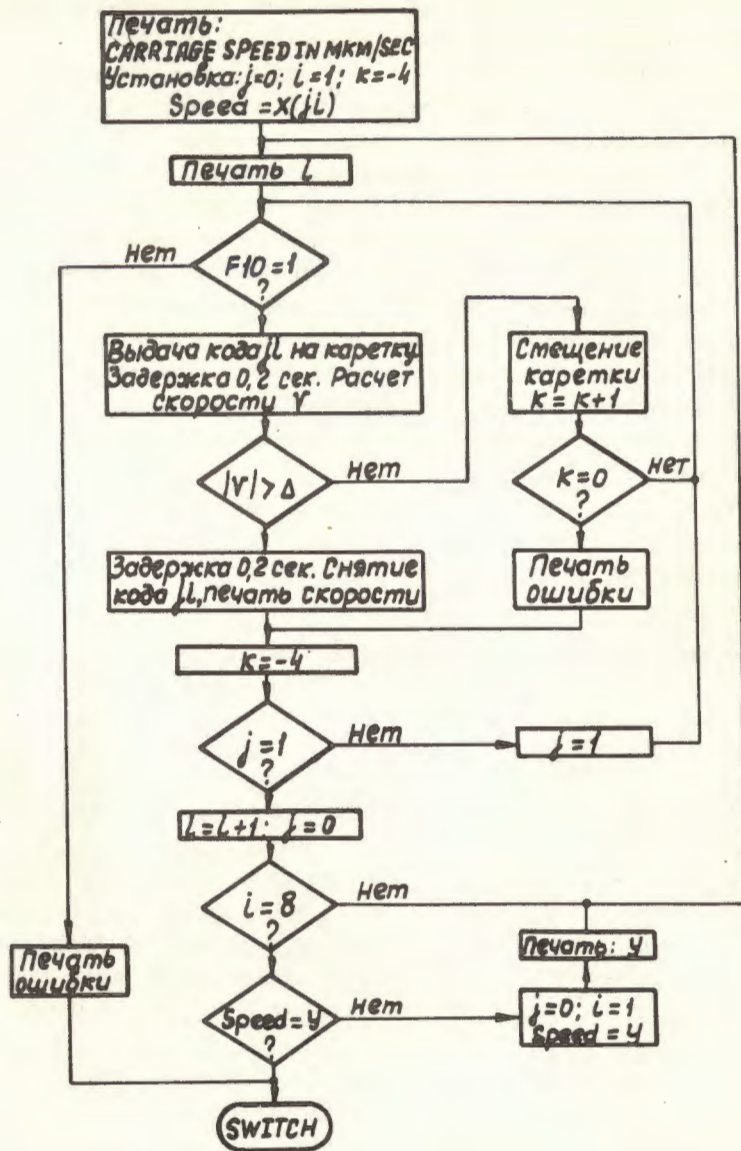 Печать:
CARRIAGE SPEED IN МКМ/SEC
Установка: j=0; i=1; k=-4
Speed = X(ji)
Печать i
нет
F10=1
?
Выдача кода ji на каретку
Задержка 0,2 сек. Расчет
скорости V
Смещение
каретки
K = K+1
|V| > Δ
?
нет
K=0
?
нет
Задержка 0,2 сек. Снятие
кода ji, печать скорости
Печать
ошибки
K=-4
j=1
?
нет
j=1
i=i+1; j=0
i=8
?
нет
Печать: Y
Печать
ошибки
Speed=Y
?
нет
j=0; i=1
Speed = Y
SWITCH